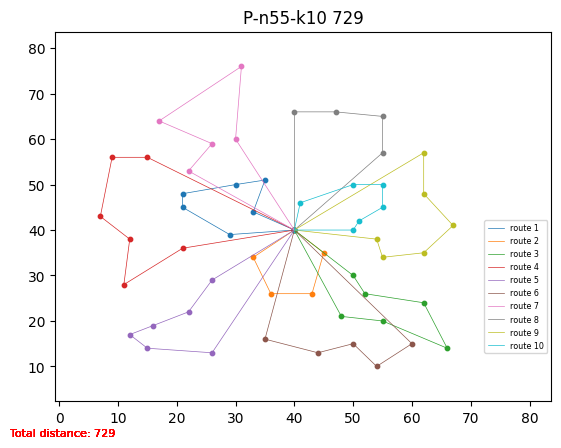 P-n55-k10 729
80
70
60
50
40
30
20
10
0 10 20 30 40 50 60 70 80
route 1
route 2
route 3
route 4
route 5
route 6
route 7
route 8
route 9
route 10
Total distance: 729